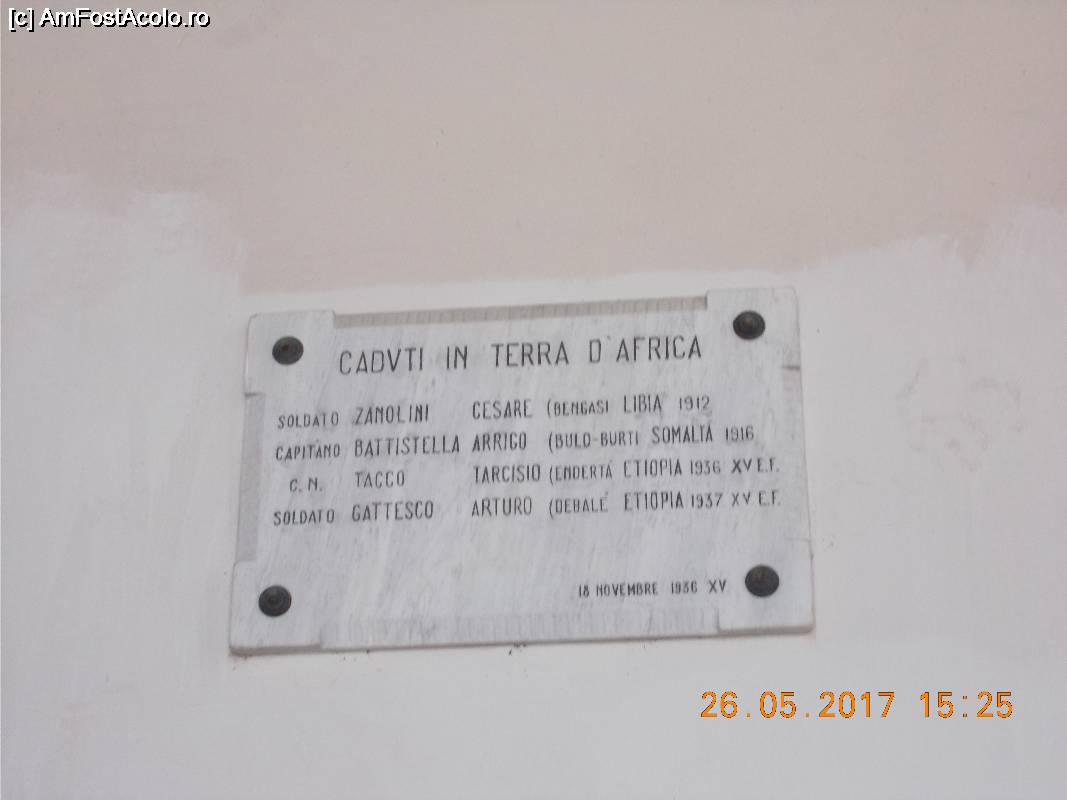 [c] AmFostAcolo.ro
CADVTI IN TERRA D'AFRICA
SOLDATO ZANOLINI CESARE (BENGASI LIBIA 1912
CAPITANO BATTISTELLA ARRIGO (BULO-BURTI SOMALIA 1916
C. N. TACCO TARCISIO (ENDERTÀ ETIOPIA 1936 XV E.F.
SOLDATO GATTESCO ARTURO (DEBALÈ ETIOPIA 1937 XV E.F.
18 NOVEMBRE 1936 XV
26.05.2017 15:25